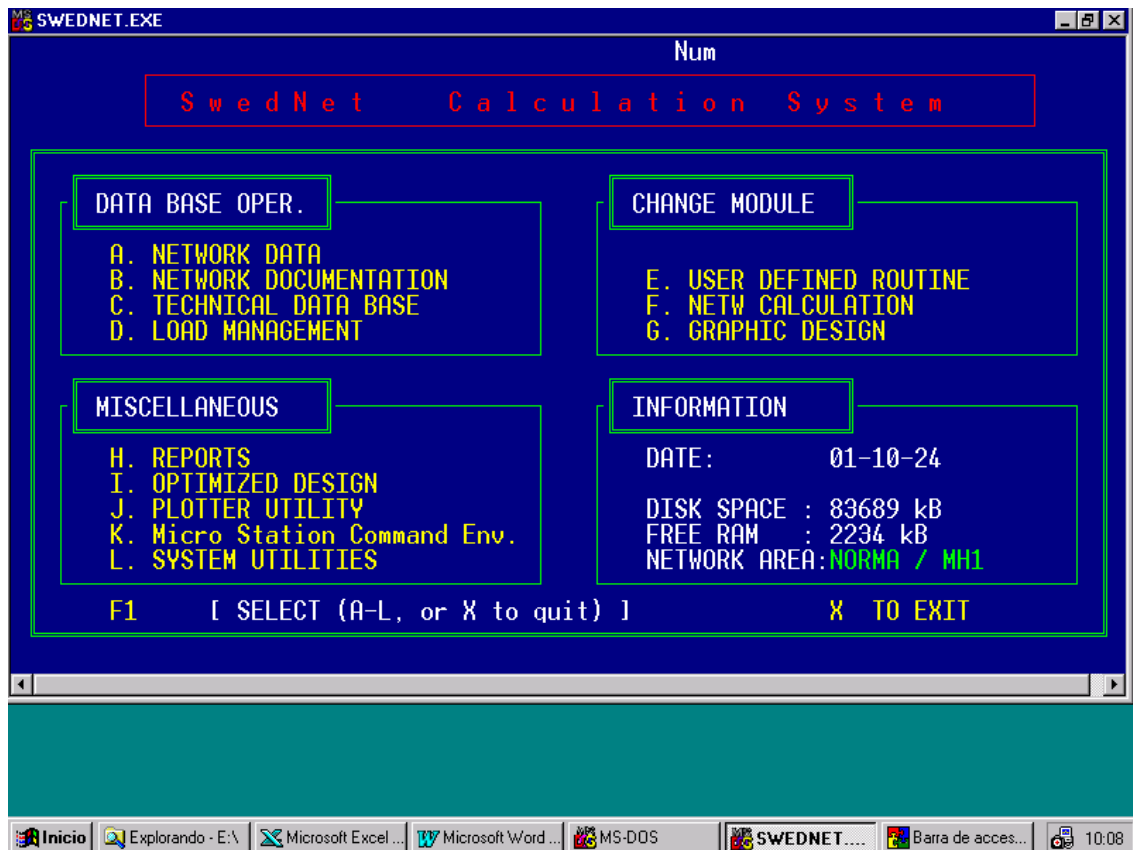 SWEDNET.EXE
Num
SwedNet Calculation System
DATA BASE OPER.
A. NETWORK DATA
B. NETWORK DOCUMENTATION
C. TECHNICAL DATA BASE
D. LOAD MANAGEMENT
CHANGE MODULE
E. USER DEFINED ROUTINE
F. NETW CALCULATION
G. GRAPHIC DESIGN
MISCELLANEOUS
H. REPORTS
I. OPTIMIZED DESIGN
J. PLOTTER UTILITY
K. Micro Station Command Env.
L. SYSTEM UTILITIES
INFORMATION
DATE: 01-10-24
DISK SPACE : 83689 kB
FREE RAM : 2234 kB
NETWORK AREA:NORMA / MH1
F1 [ SELECT (A-L, or X to quit) ] X TO EXIT
Inicio Explorando - E:\ Microsoft Excel ... Microsoft Word ... MS-DOS SWEDNET.... Barra de acces... 10:08